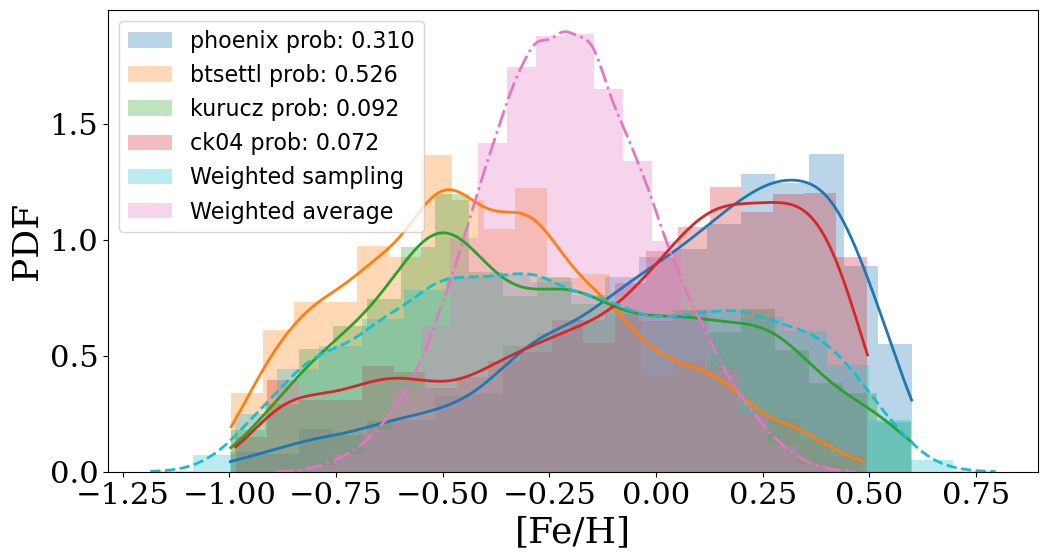 phoenix prob: 0.310
btsettl prob: 0.526
kurucz prob: 0.092
ck04 prob: 0.072
Weighted sampling
Weighted average
PDF
1.5
1.0
0.5
0.0
−1.25 −1.00 −0.75 −0.50 −0.25 0.00 0.25 0.50 0.75
[Fe/H]